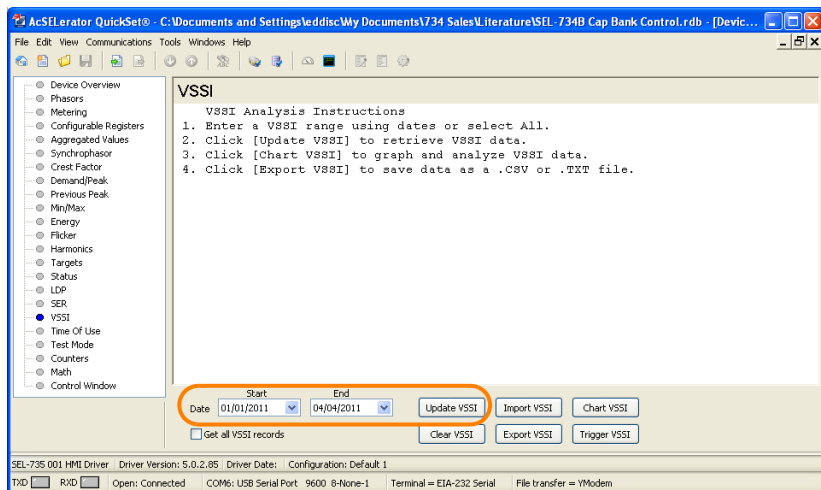 AcSELerator QuickSet® - C:\Documents and Settings\eddisc\My Documents\734 Sales\Literature\SEL-734B Cap Bank Control.rdb - [Devic...
File Edit View Communications Tools Windows Help
Device Overview
Phasors
Metering
Configurable Registers
Aggregated Values
Synchrophasor
Crest Factor
Demand/Peak
Previous Peak
Min/Max
Energy
Flicker
Harmonics
Targets
Status
LDP
SER
VSSI
Time Of Use
Test Mode
Counters
Math
Control Window
VSSI
VSSI Analysis Instructions
1. Enter a VSSI range using dates or select All.
2. Click [Update VSSI] to retrieve VSSI data.
3. Click [Chart VSSI] to graph and analyze VSSI data.
4. Click [Export VSSI] to save data as a .CSV or .TXT file.
Start End
Date 01/01/2011 04/04/2011 Update VSSI Import VSSI Chart VSSI
Get all VSSI records Clear VSSI Export VSSI Trigger VSSI
SEL-735 001 HMI Driver Driver Version: 5.0.2.85 Driver Date: Configuration: Default 1
TXD RXD Open: Connected COM6: USB Serial Port 9600 8-None-1 Terminal = EIA-232 Serial File transfer = YModem